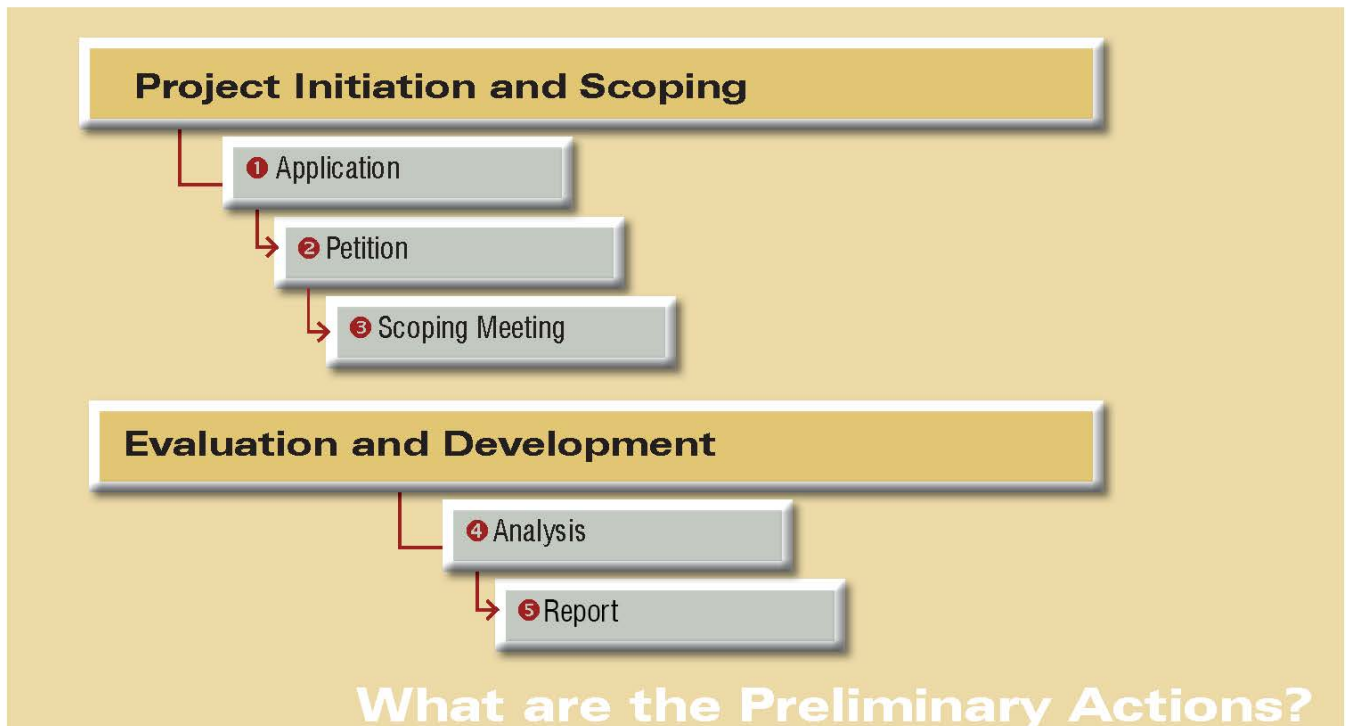 Project Initiation and Scoping
❶ Application
❷ Petition
❸ Scoping Meeting
Evaluation and Development
❹ Analysis
❺ Report
What are the Preliminary Actions?